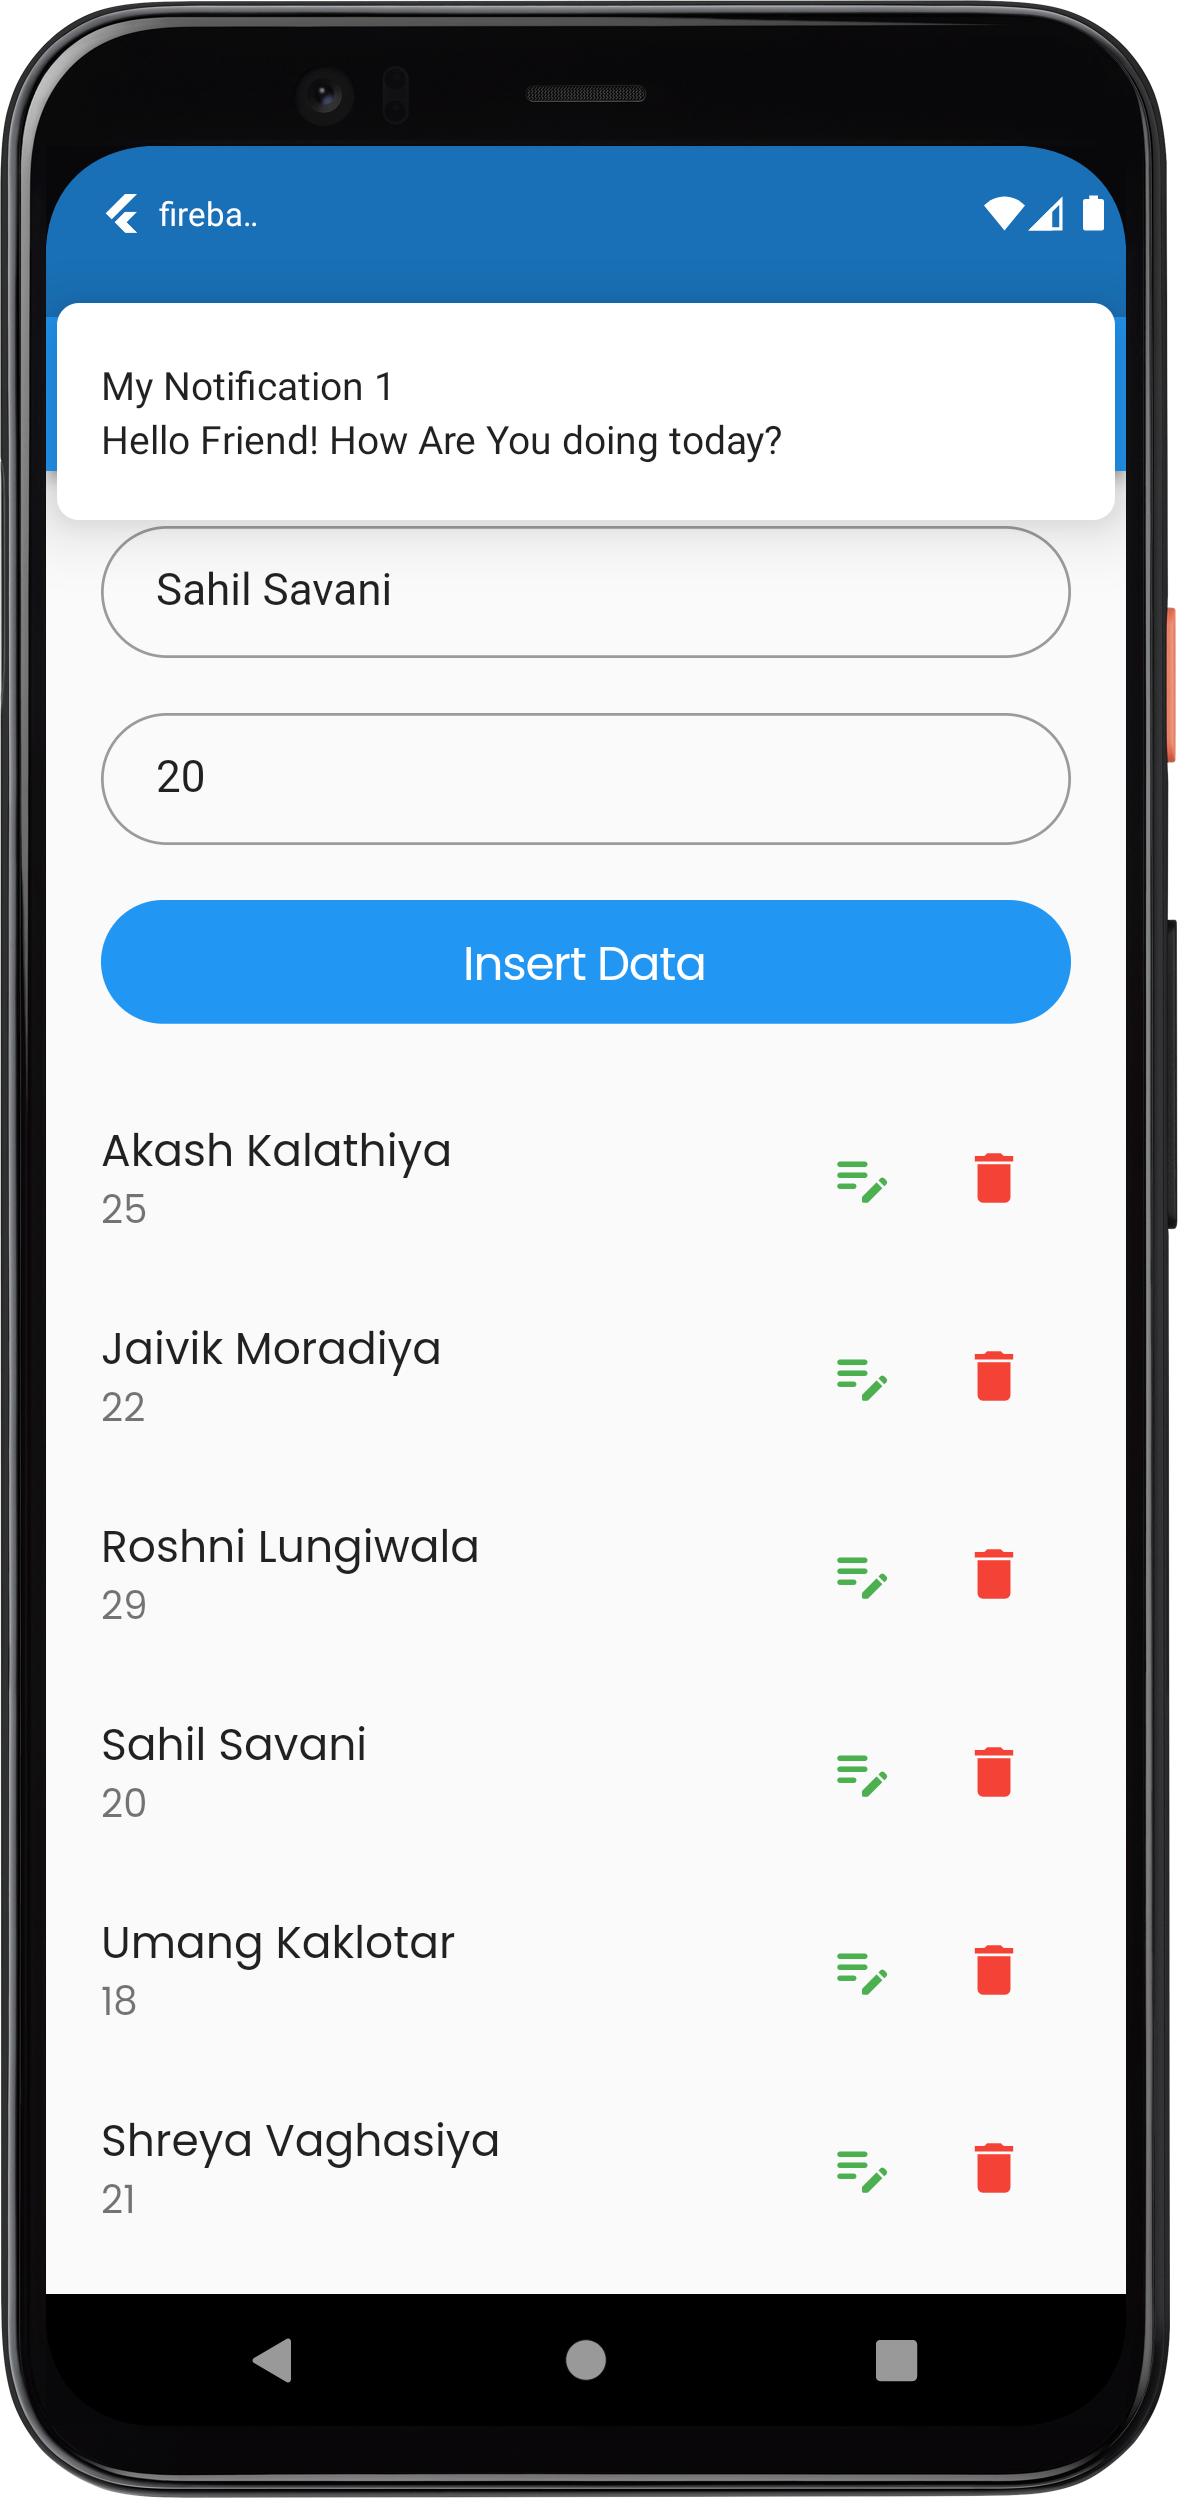 fireba..
My Notification 1
Hello Friend! How Are You doing today?
Sahil Savani
20
Insert Data
Akash Kalathiya
25
Jaivik Moradiya
22
Roshni Lungiwala
29
Sahil Savani
20
Umang Kaklotar
18
Shreya Vaghasiya
21